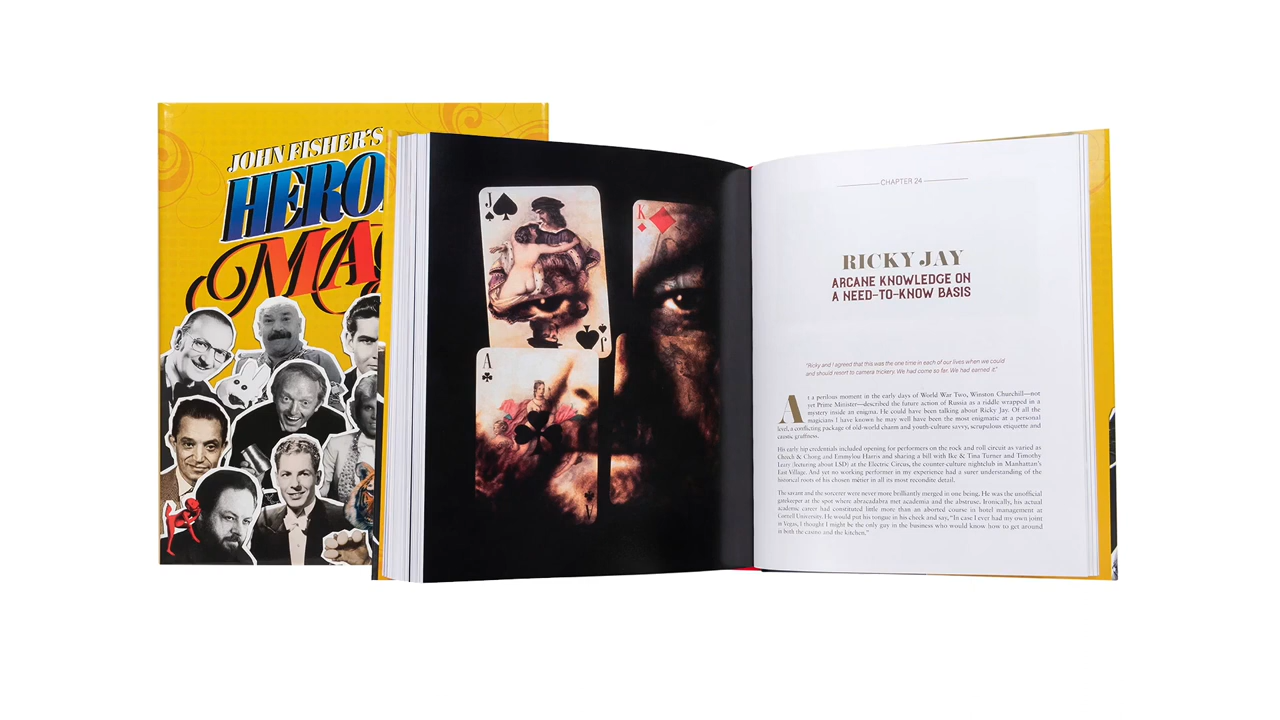 JOHN FISHER'S
HERO
MA
J
J
K
A
A
CHAPTER 24
RICKY JAY
ARCANE KNOWLEDGE ON
A NEED-TO-KNOW BASIS
"Ricky and I agreed that this was the one time in each of our lives when we could
and should resort to camera trickery. We had come so far. We had earned it."
At a perilous moment in the early days of World War Two, Winston Churchill—not
yet Prime Minister—described the future action of Russia as a riddle wrapped in a
mystery inside an enigma. He could have been talking about Ricky Jay. Of all the
magicians I have known he may well have been the most enigmatic at a personal
level, a conflicting package of old-world charm and youth-culture savvy, scrupulous etiquette and
caustic gruffness.
His early hip credentials included opening for performers on the rock and roll circuit as varied as
Cheech & Chong and Emmylou Harris and sharing a bill with Ike & Tina Turner and Timothy
Leary (lecturing about LSD) at the Electric Circus, the counter culture nightclub in Manhattan's
East Village. And yet no working performer in my experience had a surer understanding of the
historical roots of his chosen métier in all its most recondite detail.
The savant and the sorcerer were never more brilliantly merged in one being. He was the unofficial
gatekeeper at the spot where abracadabra met academia and the abstruse. Ironically, his actual
academic career had constituted little more than an aborted course in hotel management at
Cornell University. He would put his tongue in his cheek and say, "In case I ever had my own joint
in Vegas, I thought I might be the only guy in the business who would know how to get around
in both the casino and the kitchen."